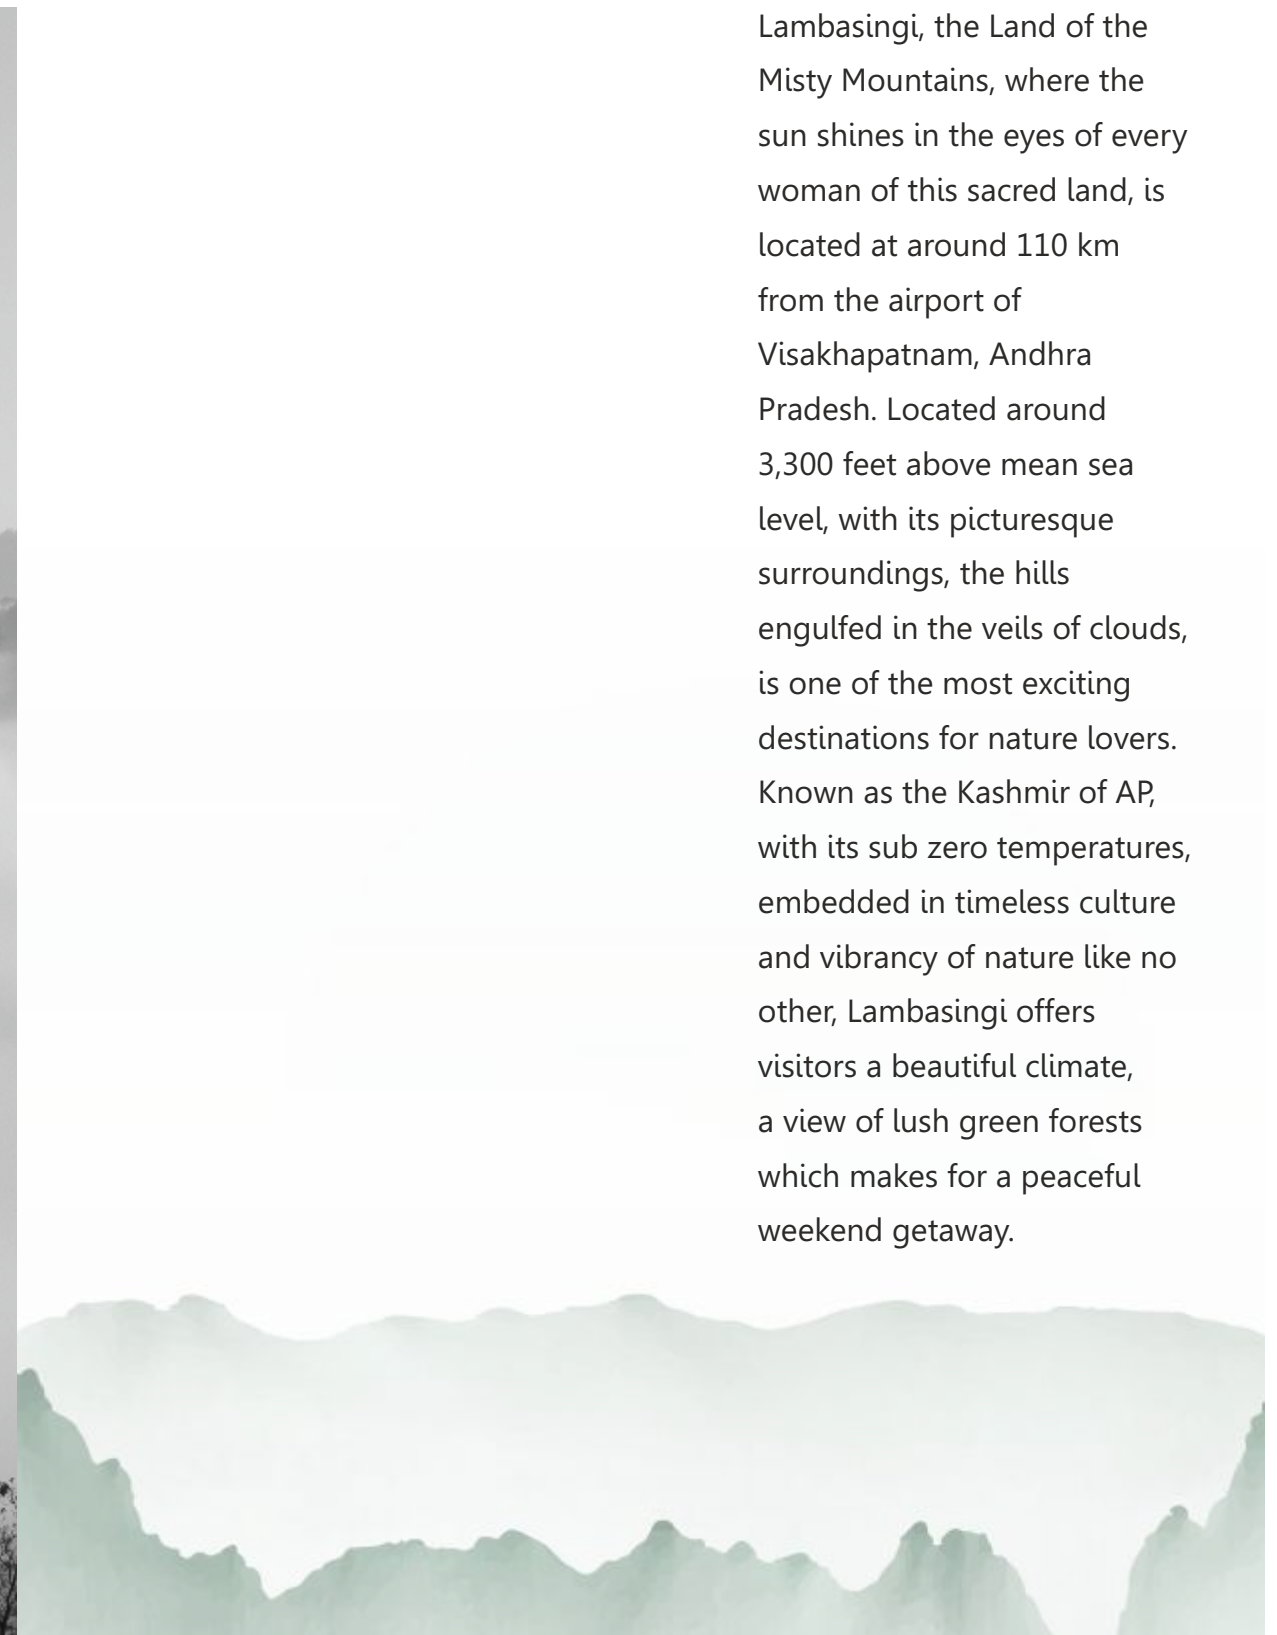 Lambasingi, the Land of the
Misty Mountains, where the
sun shines in the eyes of every
woman of this sacred land, is
located at around 110 km
from the airport of
Visakhapatnam, Andhra
Pradesh. Located around
3,300 feet above mean sea
level, with its picturesque
surroundings, the hills
engulfed in the veils of clouds,
is one of the most exciting
destinations for nature lovers.
Known as the Kashmir of AP,
with its sub zero temperatures,
embedded in timeless culture
and vibrancy of nature like no
other, Lambasingi offers
visitors a beautiful climate,
a view of lush green forests
which makes for a peaceful
weekend getaway.